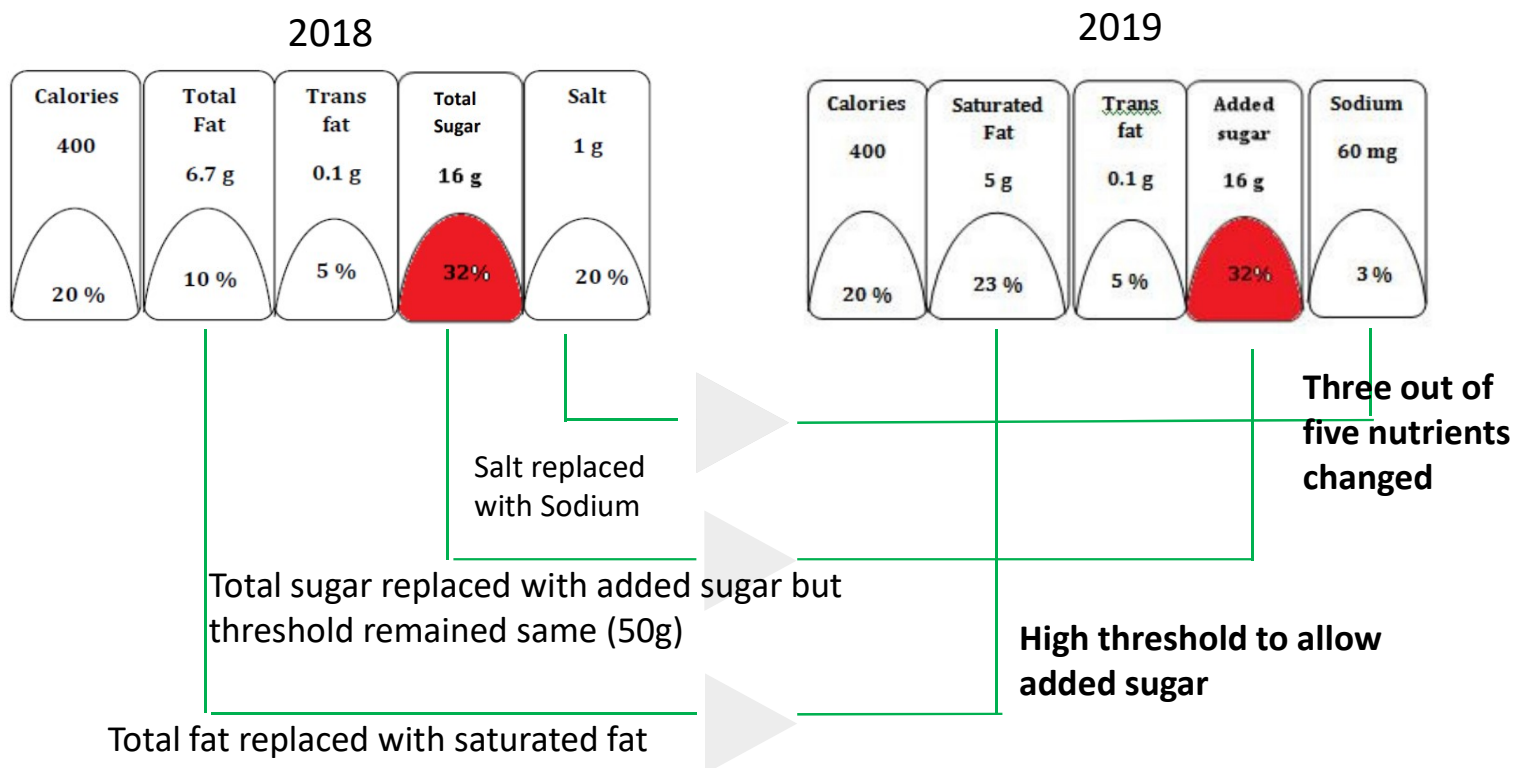 2018
Calories
400
20 %
Total
Fat
6.7 g
10 %
Trans
fat
0.1 g
5 %
Total
Sugar
16 g
32%
Salt
1 g
20 %
2019
Calories
400
20 %
Saturated
Fat
5 g
23 %
Trans
fat
0.1 g
5 %
Added
sugar
16 g
32%
Sodium
60 mg
3 %
Three out of
five nutrients
changed
Salt replaced
with Sodium
Total sugar replaced with added sugar but
threshold remained same (50g)
High threshold to allow
added sugar
Total fat replaced with saturated fat